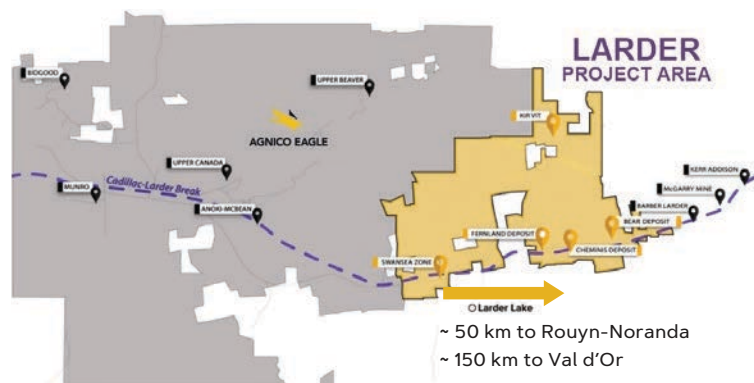 LARDER
PROJECT AREA
BIDGOOD
UPPER BEAVER
AGNICO EAGLE
KIR VIT
UPPER CANADA
Cadillac-Larder Break
MUNRO
ANOKI-MCBEAN
KERR ADDISON
McGARRY MINE
BARBER LARDER
BEAR DEPOSIT
FERNLAND DEPOSIT
CHEMINIS DEPOSIT
SWANSEA ZONE
Larder Lake
~ 50 km to Rouyn-Noranda
~ 150 km to Val d'Or